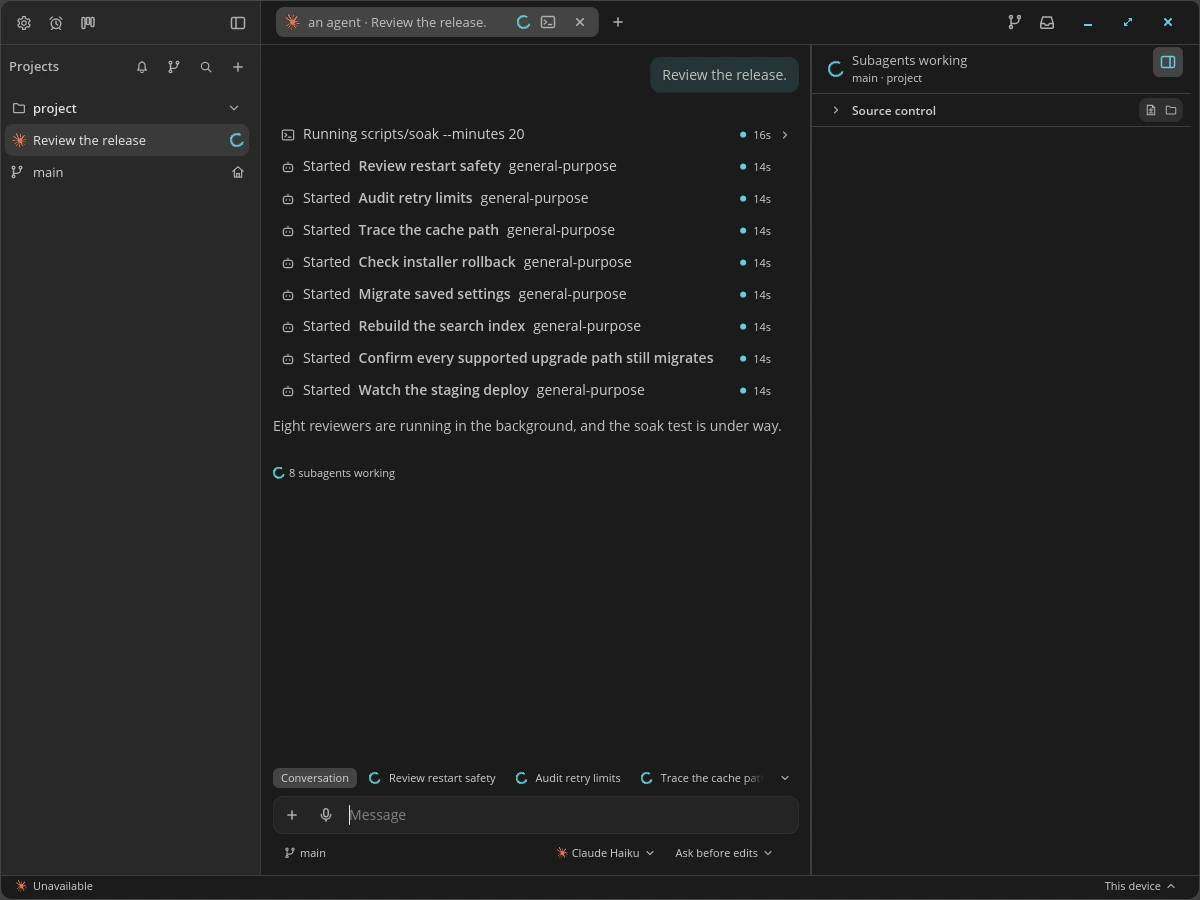 an agent · Review the release.
Projects
project
Review the release
main
Review the release.
Running scripts/soak --minutes 20 16s
Started Review restart safety general-purpose 14s
Started Audit retry limits general-purpose 14s
Started Trace the cache path general-purpose 14s
Started Check installer rollback general-purpose 14s
Started Migrate saved settings general-purpose 14s
Started Rebuild the search index general-purpose 14s
Started Confirm every supported upgrade path still migrates 14s
Started Watch the staging deploy general-purpose 14s
Eight reviewers are running in the background, and the soak test is under way.
8 subagents working
Conversation Review restart safety Audit retry limits Trace the cache pat
Message
main Claude Haiku Ask before edits
Subagents working
main · project
Source control
Unavailable
This device